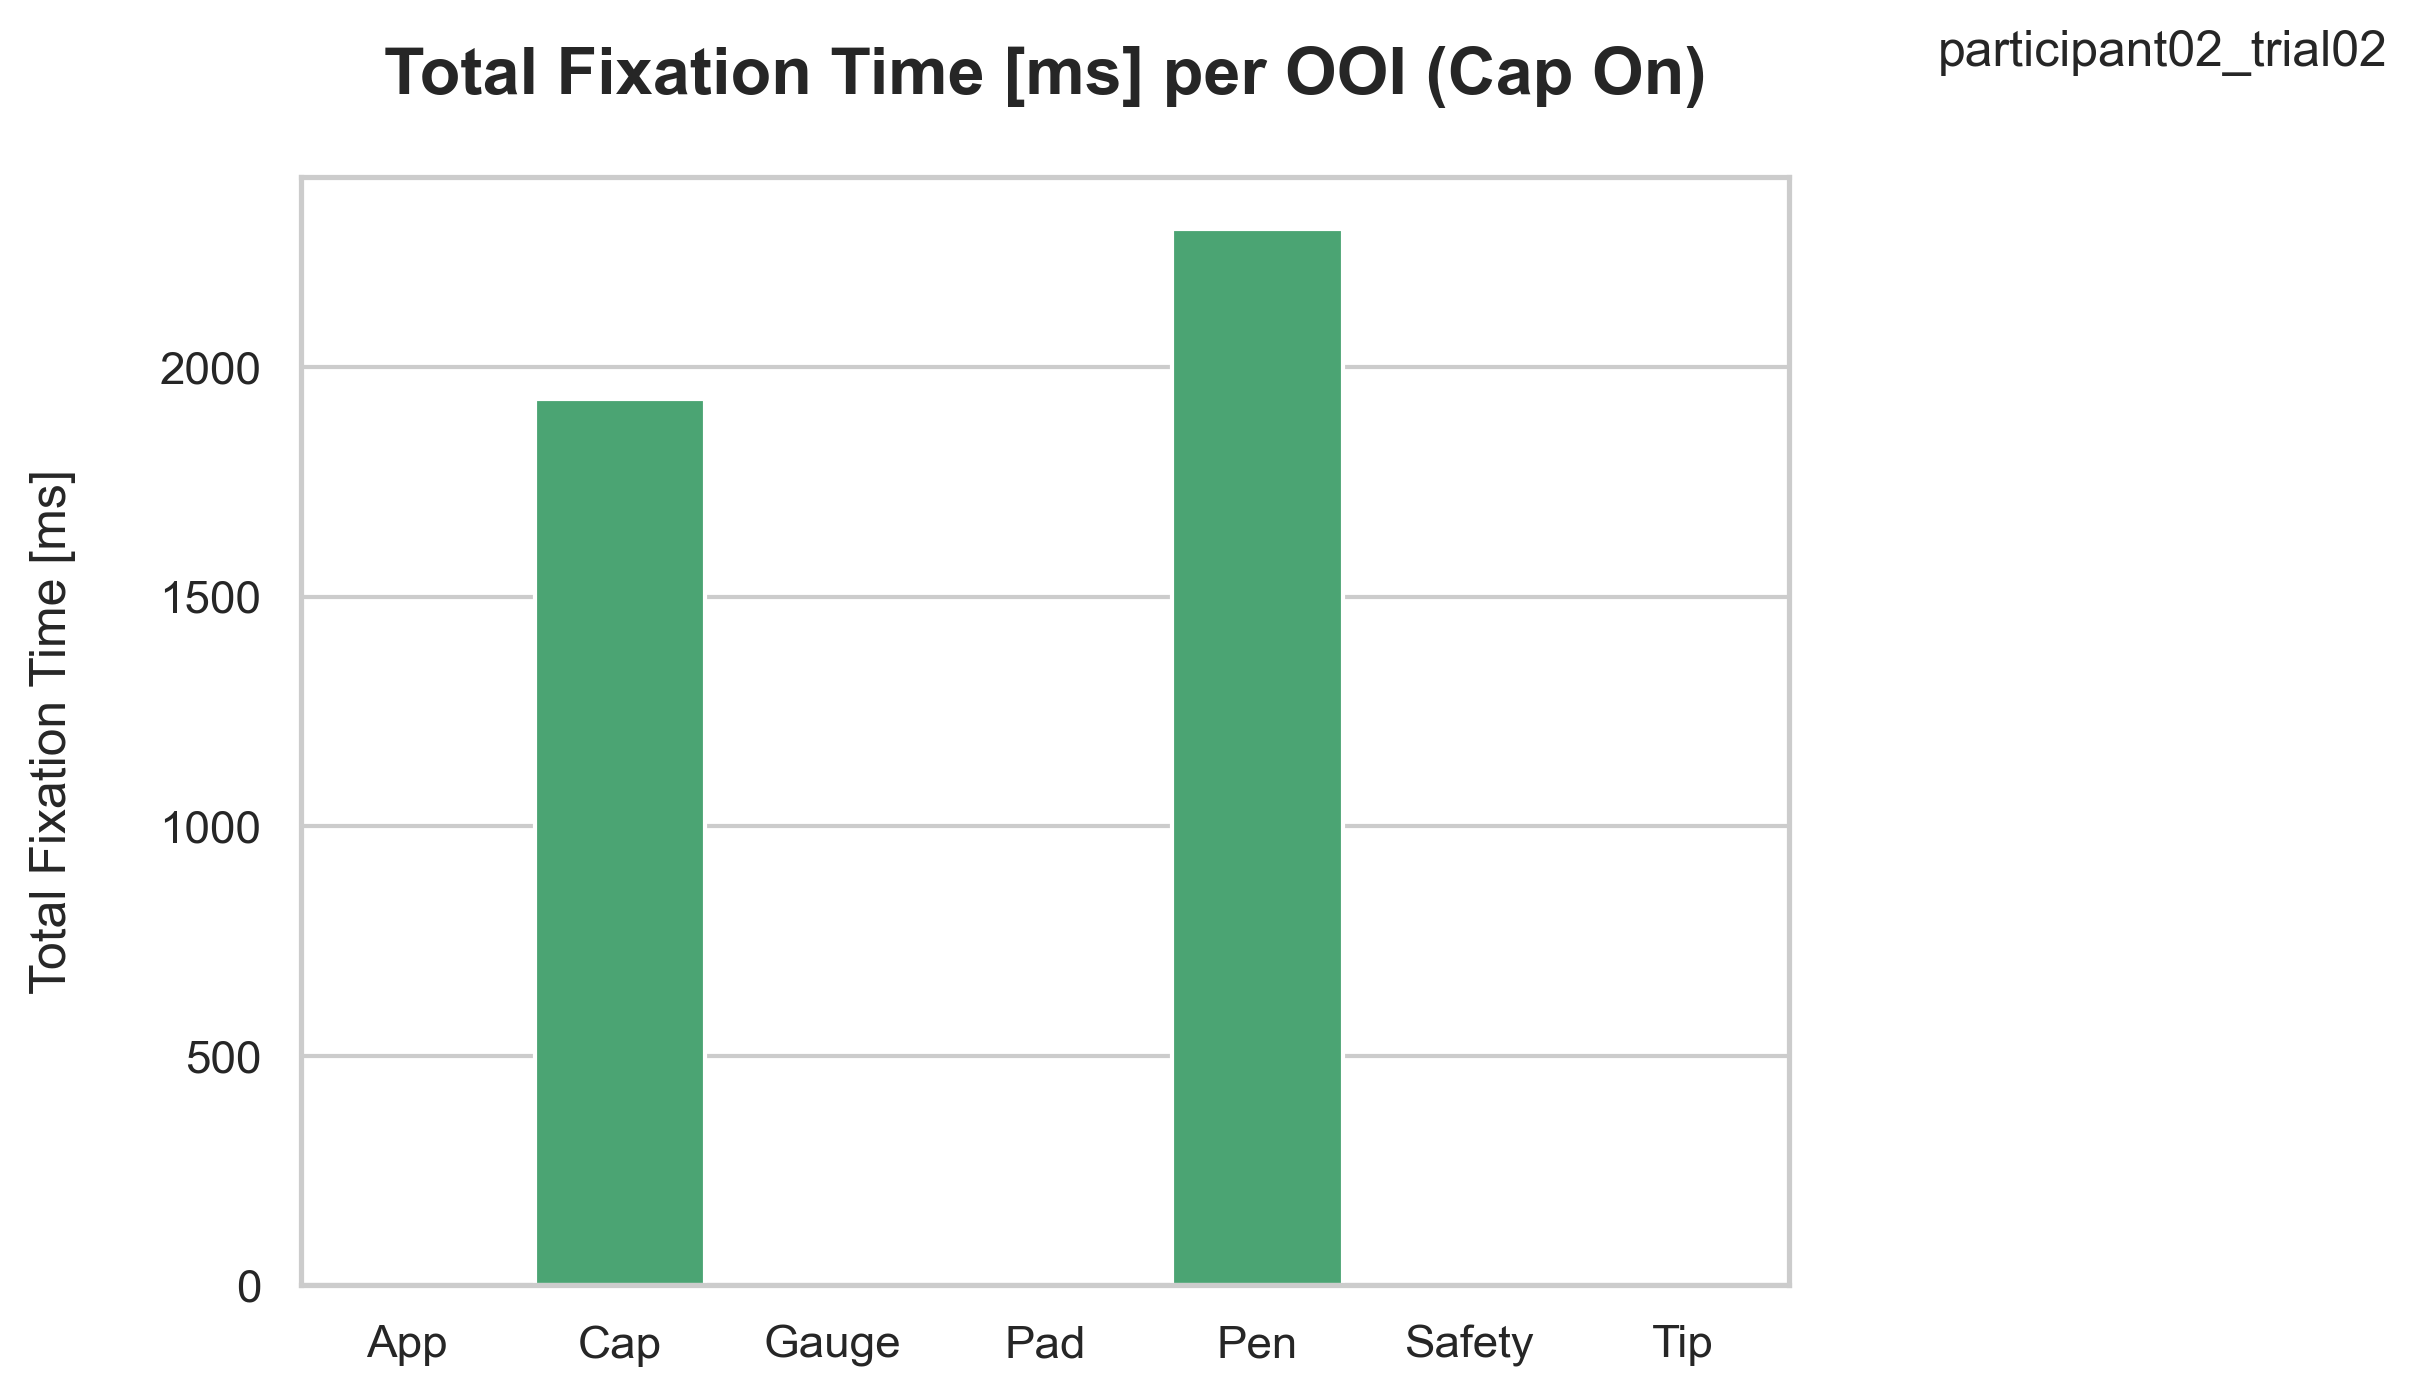 participant02_trial02
Total Fixation Time [ms] per OOI (Cap On)
Total Fixation Time [ms]
2000
1500
1000
500
0
App Cap Gauge Pad Pen Safety Tip